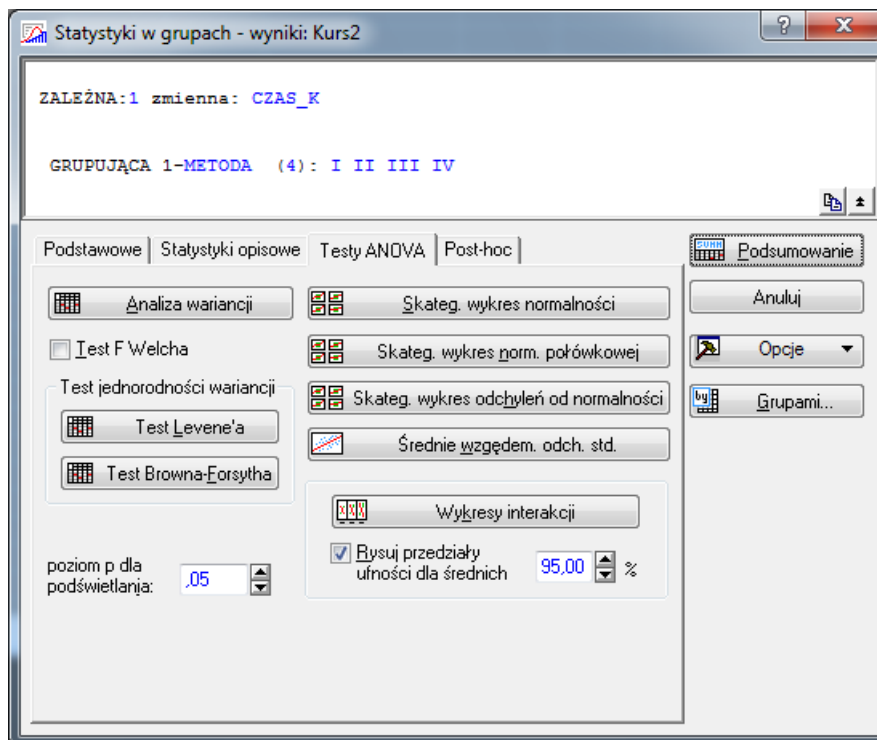 Statystyki w grupach - wyniki: Kurs2
ZALEŻNA:1 zmienna: CZAS_K
GRUPUJĄCA 1-METODA (4): I II III IV
Podstawowe
Statystyki opisowe
Testy ANOVA
Post-hoc
SUMM
Podsumowanie
Analiza wariancji
Skateg. wykres normalności
Anuluj
Test F Welcha
Skateg. wykres norm. połówkowej
Opcje
Test jednorodności wariancji
Skateg. wykres odchyleń od normalności
by
Grupami...
Test Levene'a
Średnie względem. odch. std.
Test Browna-Forsytha
Wykresy interakcji
poziom p dla
podświetlania:
,05
Rysuj przedziały
ufności dla średnich
95,00
%